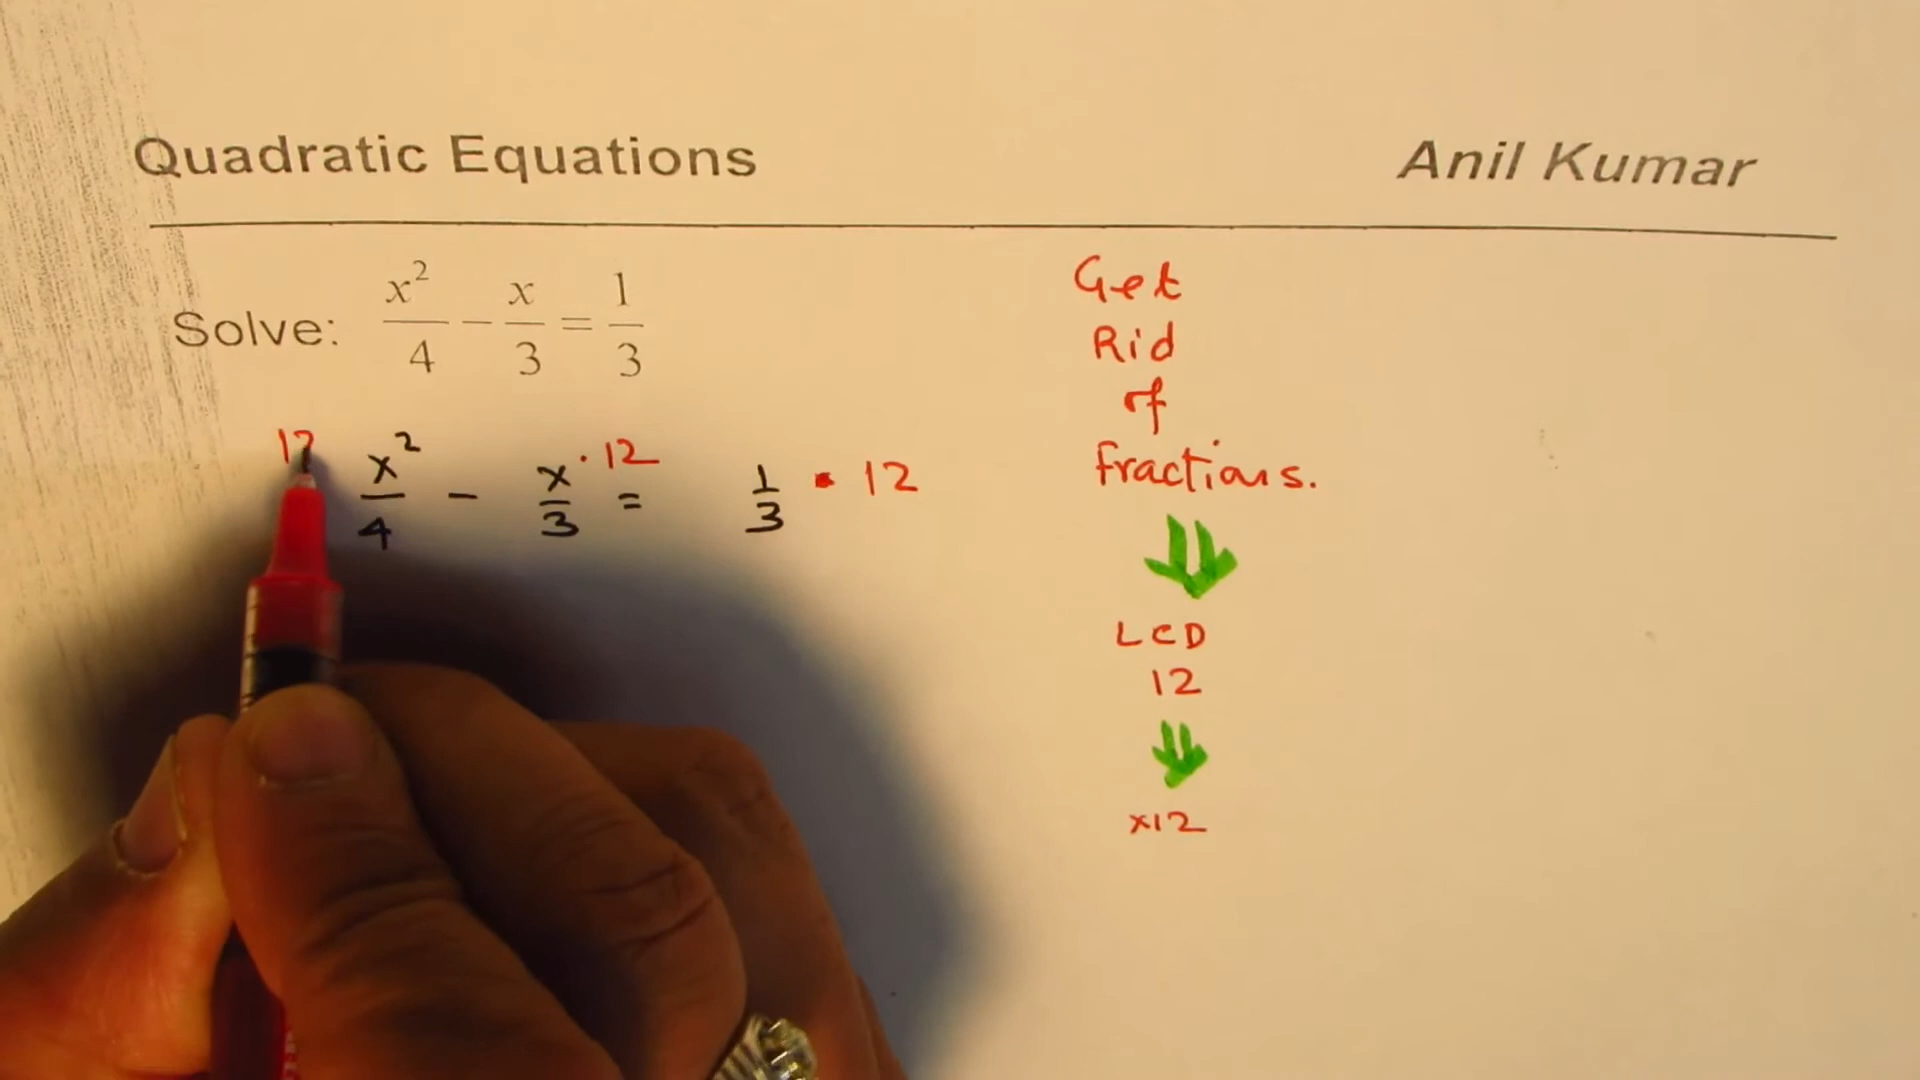 Quadratic Equations Anil Kumar
Solve: x²/4 − x/3 = 1/3
12 x²/4 − x/3 · 12 = 1/3 · 12
Get
Rid
of
Fractions.
LCD
12
×12